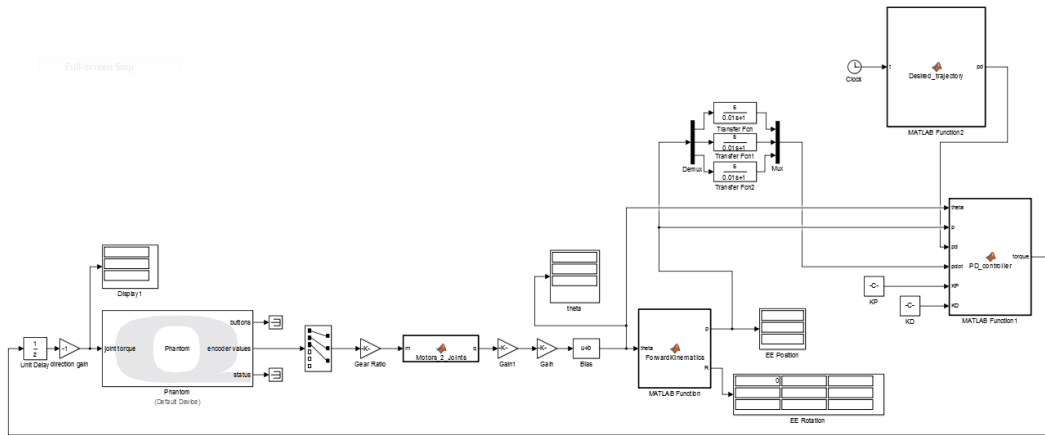 Full-screen Snip
Clock
t
Desired_trajectory
pd
MATLAB Function2
s
0.01s+1
Transfer Fcn
s
0.01s+1
Transfer Fcn1
s
0.01s+1
Transfer Fcn2
Demux
Mux
theta
p
pd
pdot
KP
KD
PD_controller
torque
MATLAB Function1
-C-
KP
-C-
KD
Display1
theta
1
z
Unit Delay
-1
direction gain
joint torque
Phantom
buttons
encoder values
status
Phantom
(Default Device)
-K-
Gear Ratio
m
Motors_2_Joints
-K-
Gain1
-K-
Gain
Bias
theta
ForwardKinematics
p
R
MATLAB Function
EE Position
0
EE Rotation